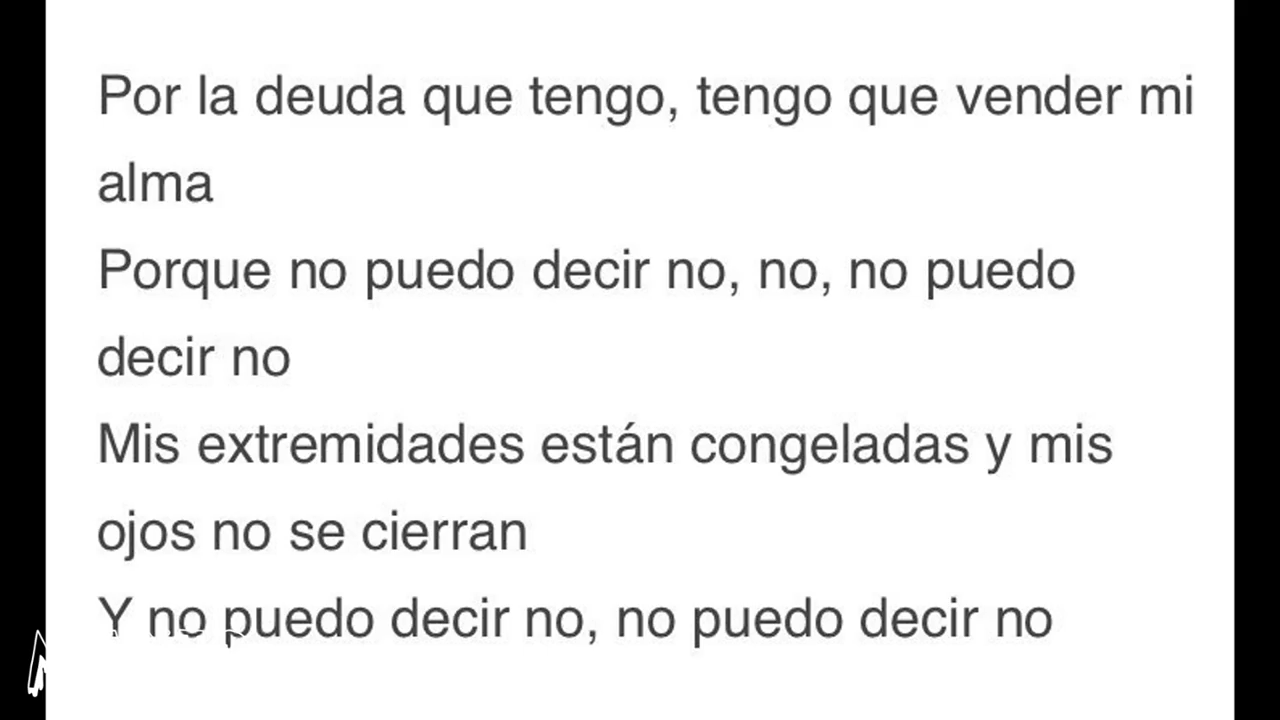 Por la deuda que tengo, tengo que vender mi
alma
Porque no puedo decir no, no, no puedo
decir no
Mis extremidades están congeladas y mis
ojos no se cierran
Y no puedo decir no, no puedo decir no